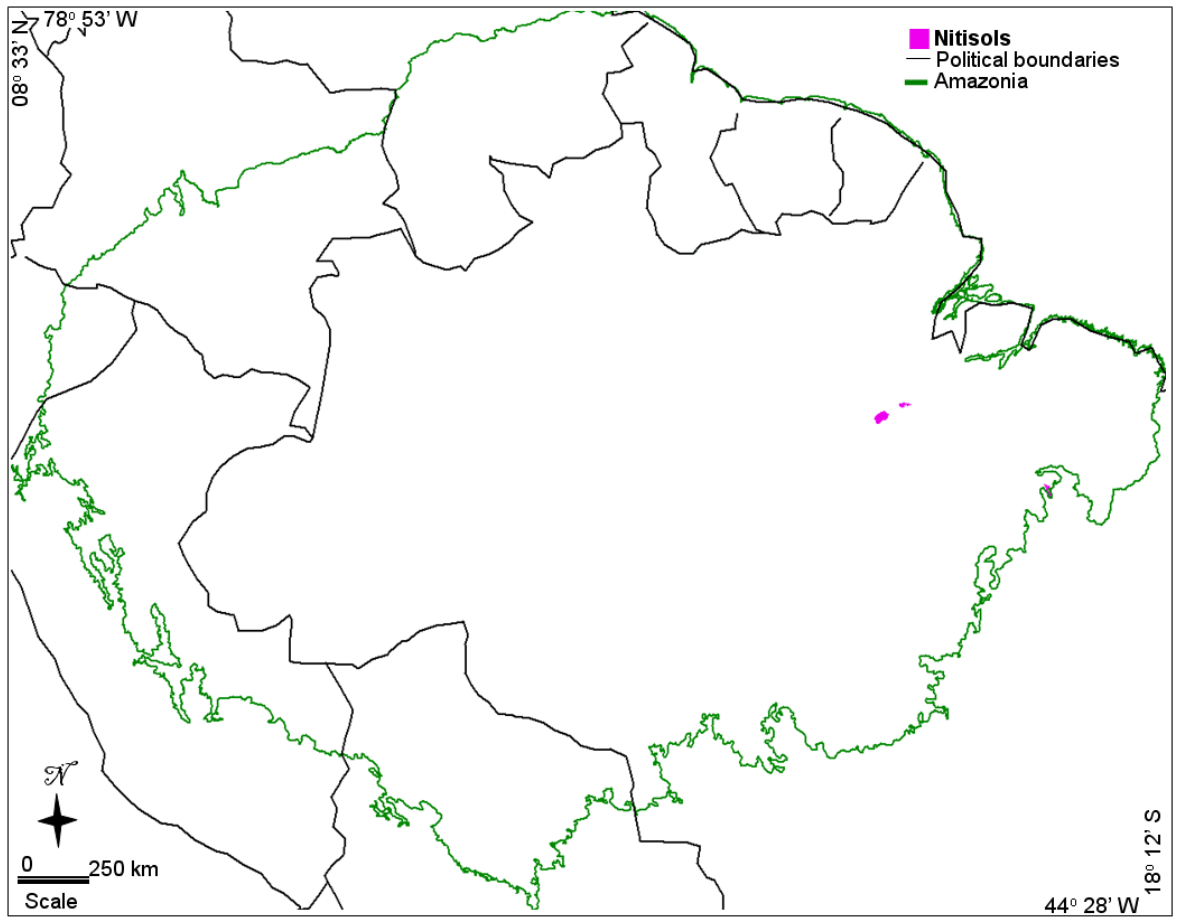 78° 53' W
08° 33' N
Nitisols
Political boundaries
Amazonia
N
0 250 km
Scale
18° 12' S
44° 28' W